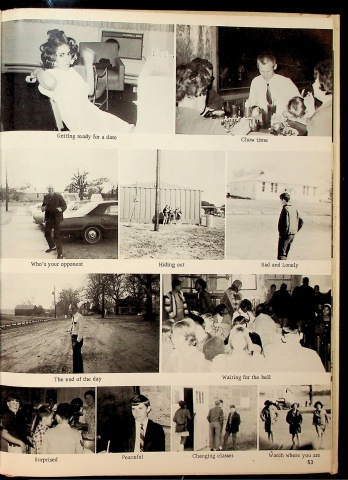 Getting ready for a date
Chow time
Who's your opponent
Hiding out
Sad and Lonely
The end of the day
Waiting for the bell
Surprised
Peaceful
Changing classes
Watch where you are
53